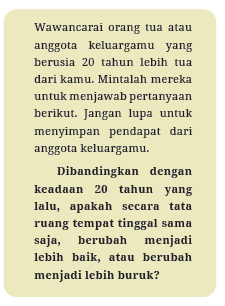 Wawancarai orang tua atau
anggota keluargamu yang
berusia 20 tahun lebih tua
dari kamu. Mintalah mereka
untuk menjawab pertanyaan
berikut. Jangan lupa untuk
menyimpan pendapat dari
anggota keluargamu.
Dibandingkan dengan
keadaan 20 tahun yang
lalu, apakah secara tata
ruang tempat tinggal sama
saja, berubah menjadi
lebih baik, atau berubah
menjadi lebih buruk?